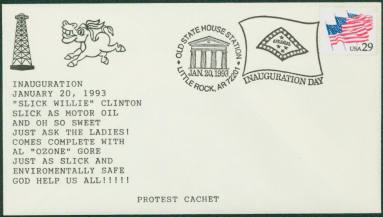 OLD STATE HOUSE STATION
JAN. 20, 1993
LITTLE ROCK, AR 72201
ARKANSAS
INAUGURATION DAY
USA 29
INAUGURATION
JANUARY 20, 1993
"SLICK WILLIE" CLINTON
SLICK AS MOTOR OIL
AND OH SO SWEET
JUST ASK THE LADIES!
COMES COMPLETE WITH
AL "OZONE" GORE
JUST AS SLICK AND
ENVIROMENTALLY SAFE
GOD HELP US ALL!!!!!
PROTEST CACHET